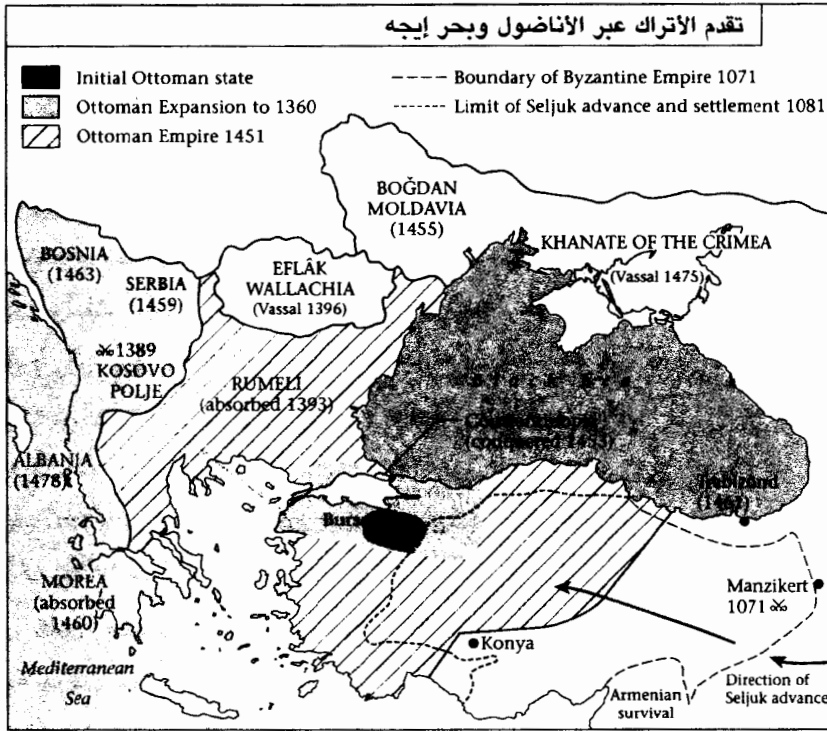 تقدم الأتراك عبر الأناضول وبحر إيجه
Initial Ottoman state
Ottoman Expansion to 1360
Ottoman Empire 1451
Boundary of Byzantine Empire 1071
Limit of Seljuk advance and settlement 1081
BOĞDAN
MOLDAVIA
(1455)
KHANATE OF THE CRIMEA
(Vassal 1475)
BOSNIA
(1463)
SERBIA
(1459)
EFLÂK
WALLACHIA
(Vassal 1396)
1389
KOSOVO
POLJE
RUMELİ
(absorbed 1393)
ALBANIA
(1478)
Trabizond
Manzikert
1071
MOREA
(absorbed
1460)
Konya
Mediterranean
Sea
Armenian
survival
Direction of
Seljuk advance